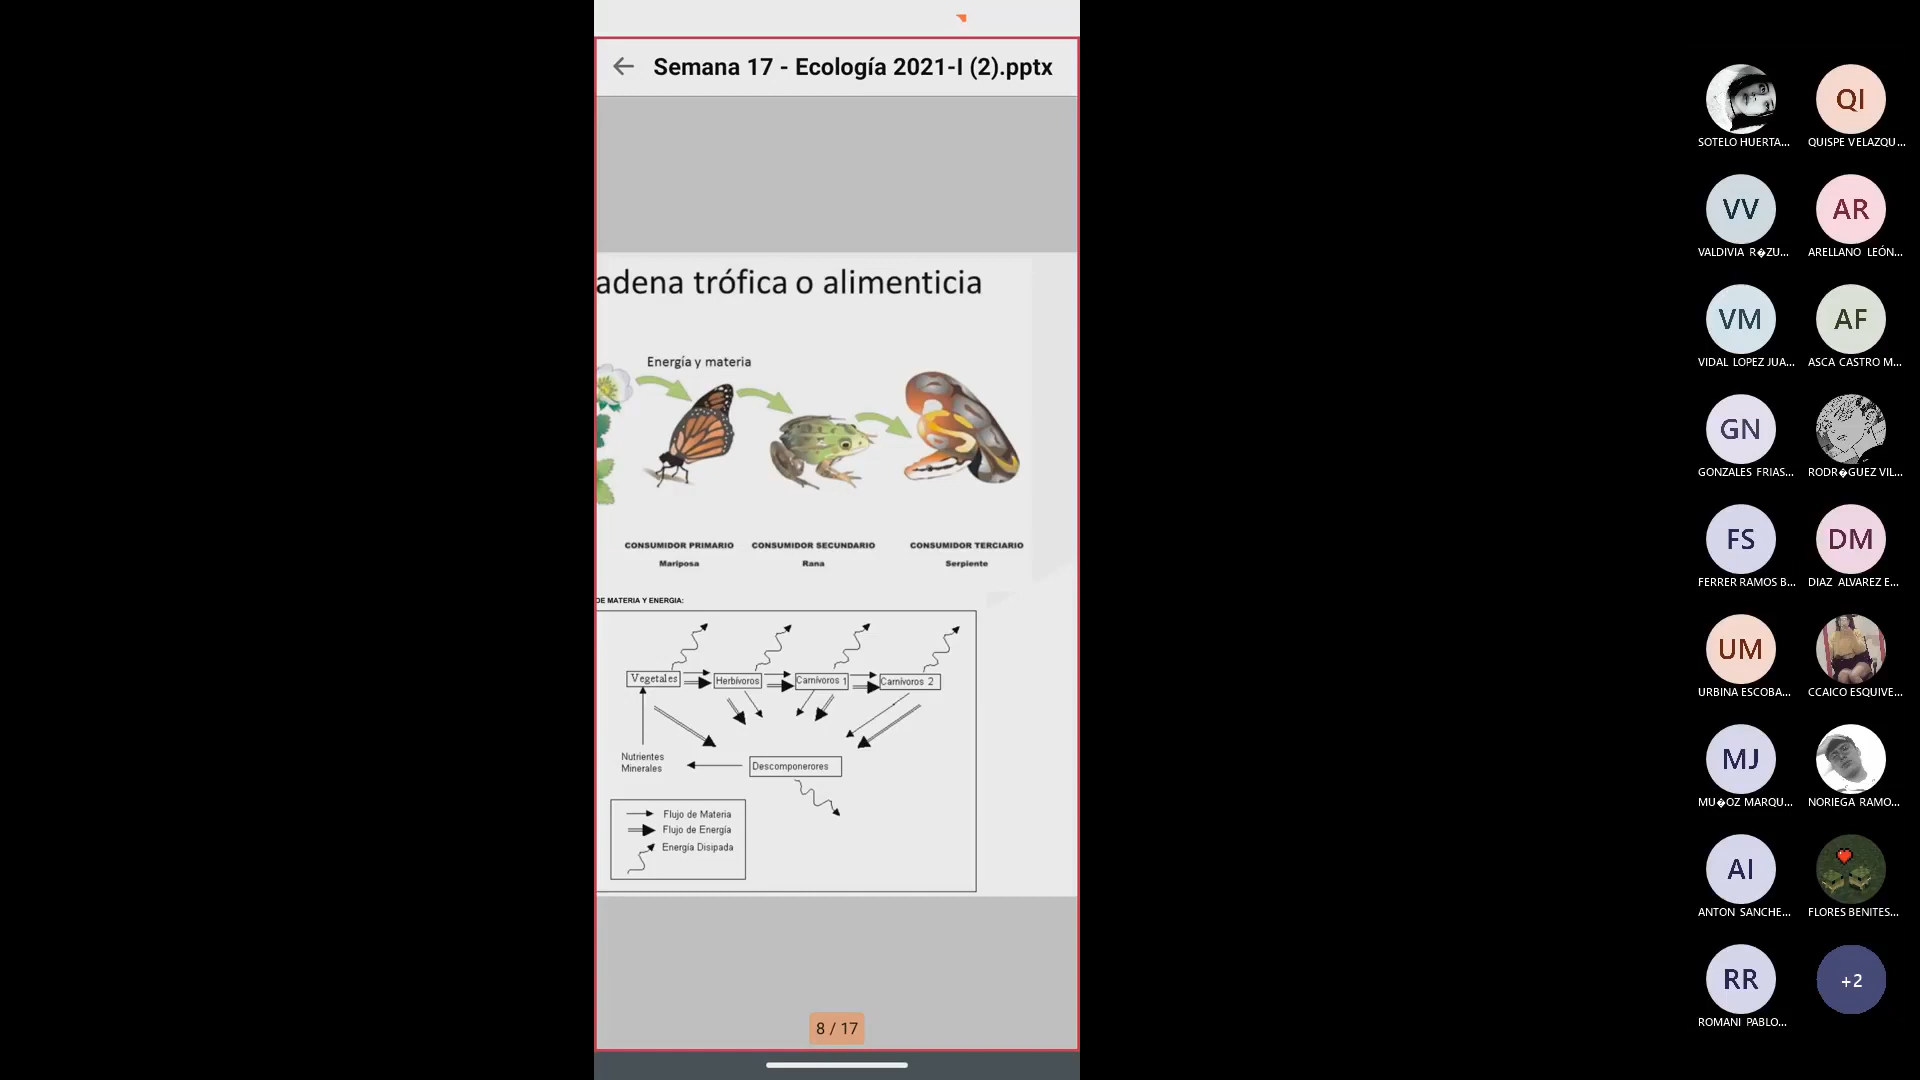 Semana 17 - Ecología 2021-I (2).pptx
adena trófica o alimenticia
Energía y materia
CONSUMIDOR PRIMARIO
Mariposa
CONSUMIDOR SECUNDARIO
Rana
CONSUMIDOR TERCIARIO
Serpiente
DE MATERIA Y ENERGIA:
Vegetales
Herbívoros
Carnívoros 1
Carnívoros 2
Nutrientes
Minerales
Descomponerores
Flujo de Materia
Flujo de Energía
Energía Disipada
8 / 17
SOTELO HUERTA...
QI
QUISPE VELAZQU...
VV
VALDIVIA R�ZU...
AR
ARELLANO LEÓN...
VM
VIDAL LOPEZ JUA...
AF
ASCA CASTRO M...
GN
GONZALES FRIAS...
RODR�GUEZ VIL...
FS
FERRER RAMOS B...
DM
DIAZ ALVAREZ E...
UM
URBINA ESCOBA...
CCAICO ESQUIVE...
MJ
MU�OZ MARQU...
NORIEGA RAMO...
AI
ANTON SANCHE...
FLORES BENITES...
RR
ROMANI PABLO...
+2